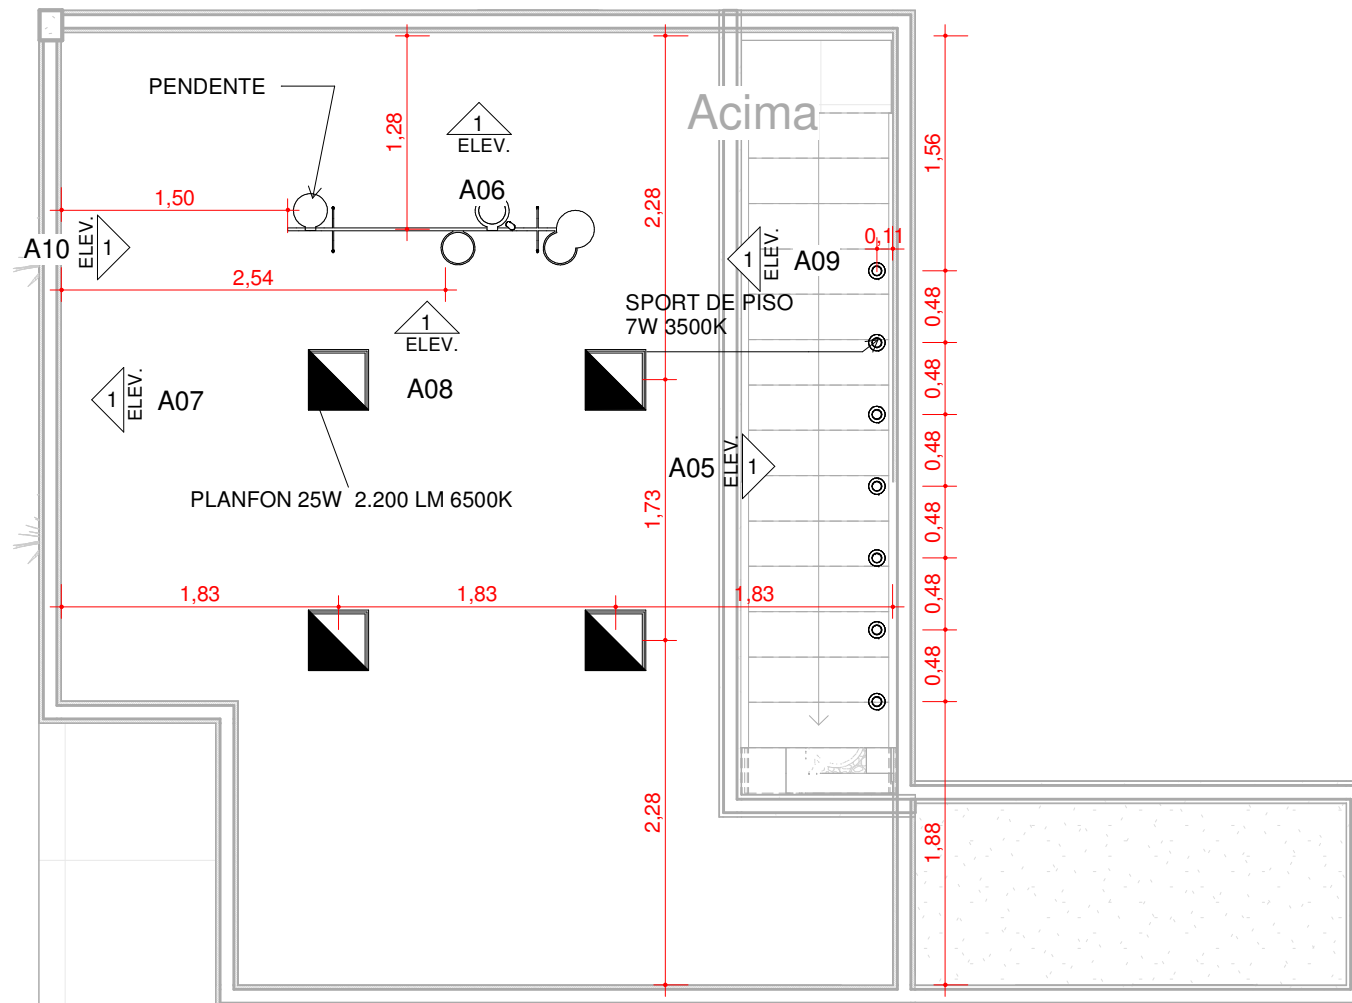 PENDENTE
1
ELEV.
Acima
1,28
2,28
1,56
1,50
A06
A10
ELEV.
1
2,54
1
ELEV.
A09
0,11
SPORT DE PISO
7W 3500K
0,48
1
ELEV.
A08
0,48
1
ELEV.
A07
0,48
A05
ELEV.
1
PLANFON 25W  2.200 LM 6500K
1,73
0,48
1,83
1,83
1,83
0,48
0,48
2,28
1,88